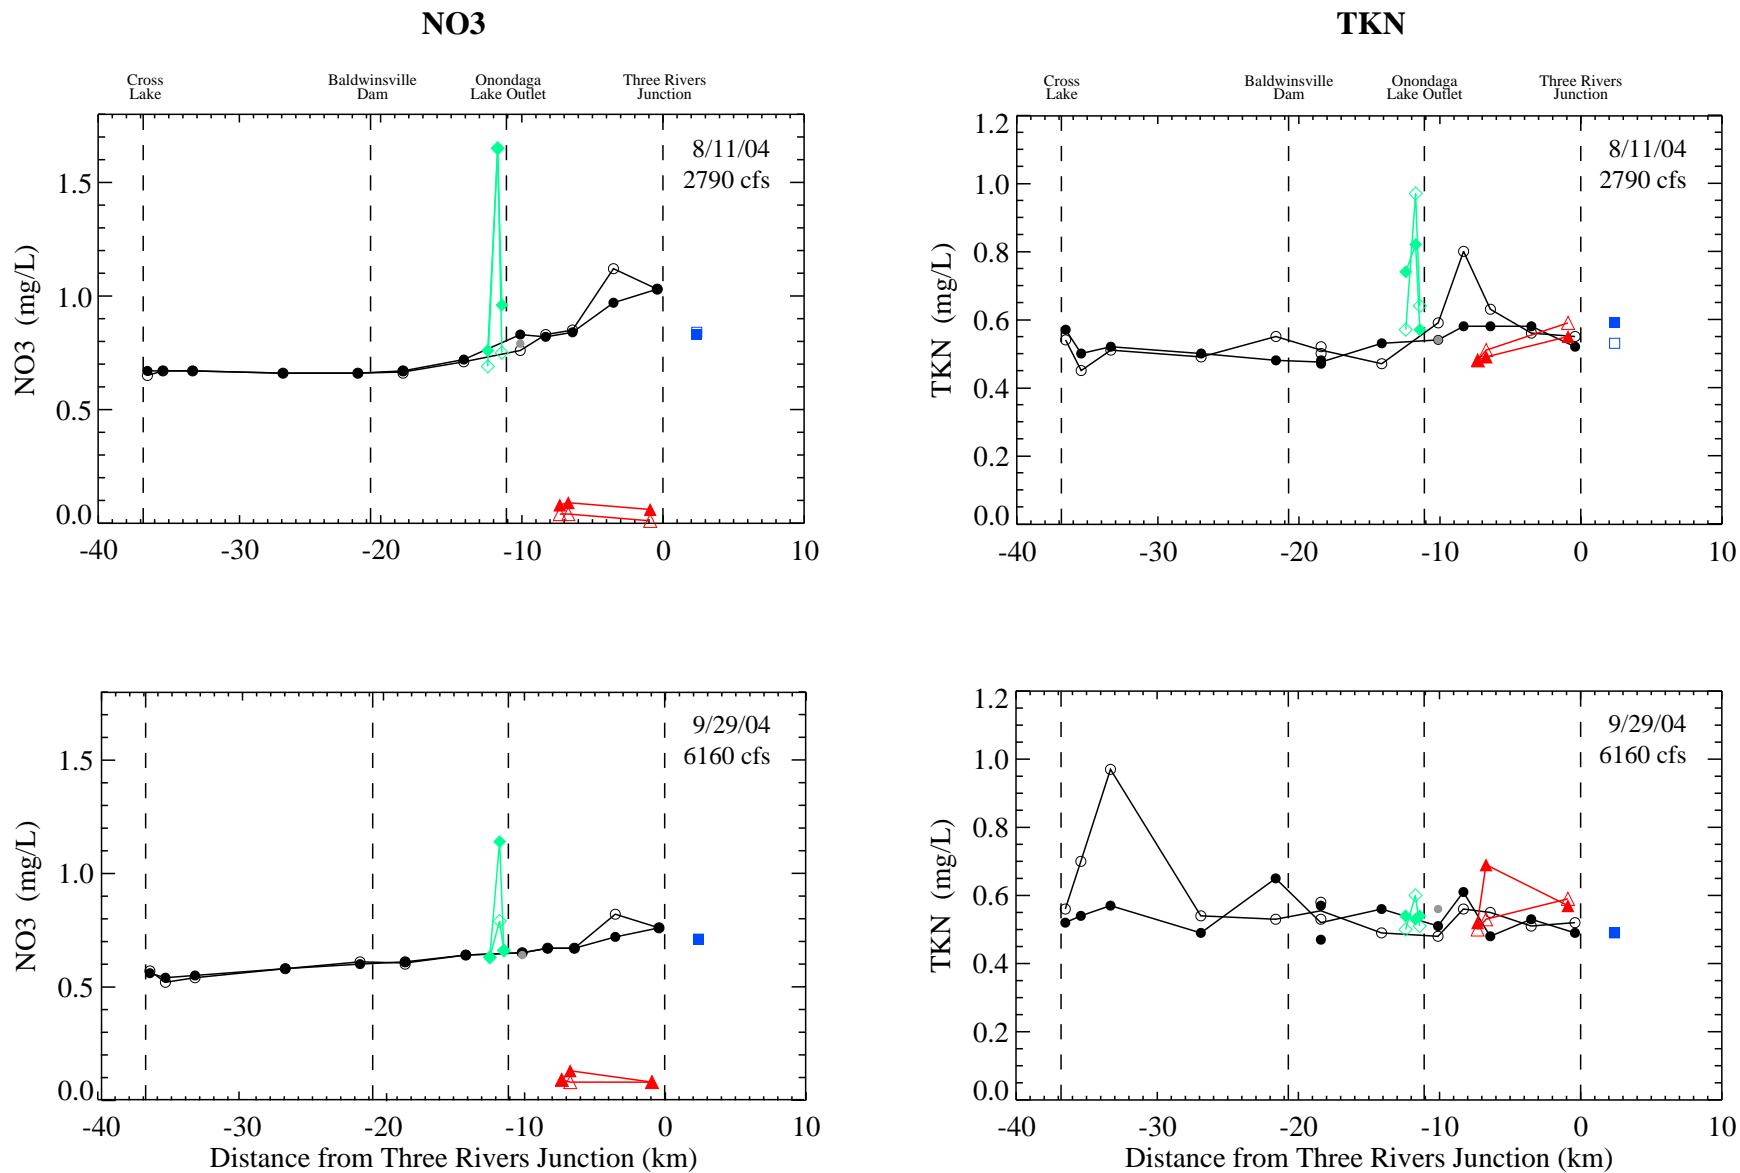 NO3
TKN
Cross
Lake
Baldwinsville
Dam
Onondaga
Lake Outlet
Three Rivers
Junction
Cross
Lake
Baldwinsville
Dam
Onondaga
Lake Outlet
Three Rivers
Junction
8/11/04
2790 cfs
NO3 (mg/L)
1.5
1.0
0.5
0.0
-40
-30
-20
-10
0
10
8/11/04
2790 cfs
TKN (mg/L)
1.2
1.0
0.8
0.6
0.4
0.2
0.0
-40
-30
-20
-10
0
10
9/29/04
6160 cfs
NO3 (mg/L)
1.5
1.0
0.5
0.0
-40
-30
-20
-10
0
10
Distance from Three Rivers Junction (km)
9/29/04
6160 cfs
TKN (mg/L)
1.2
1.0
0.8
0.6
0.4
0.2
0.0
-40
-30
-20
-10
0
10
Distance from Three Rivers Junction (km)